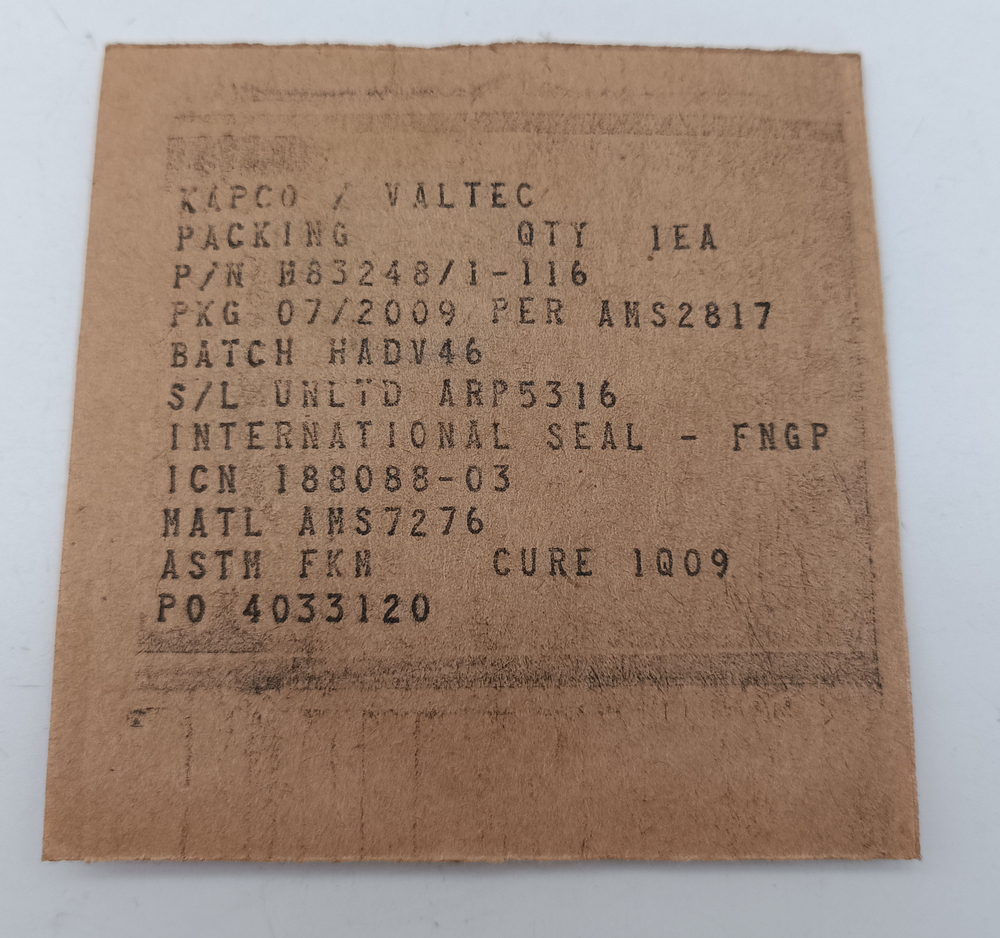 KAPCO / VALTEC
PACKING QTY 1EA
P/N M83248/1-116
PKG 07/2009 PER AMS2817
BATCH HADV46
S/L UNLTD ARP5316
INTERNATIONAL SEAL - FNGP
ICN 188088-03
MATL AMS7276
ASTM FKM CURE 1Q09
PO 4033120